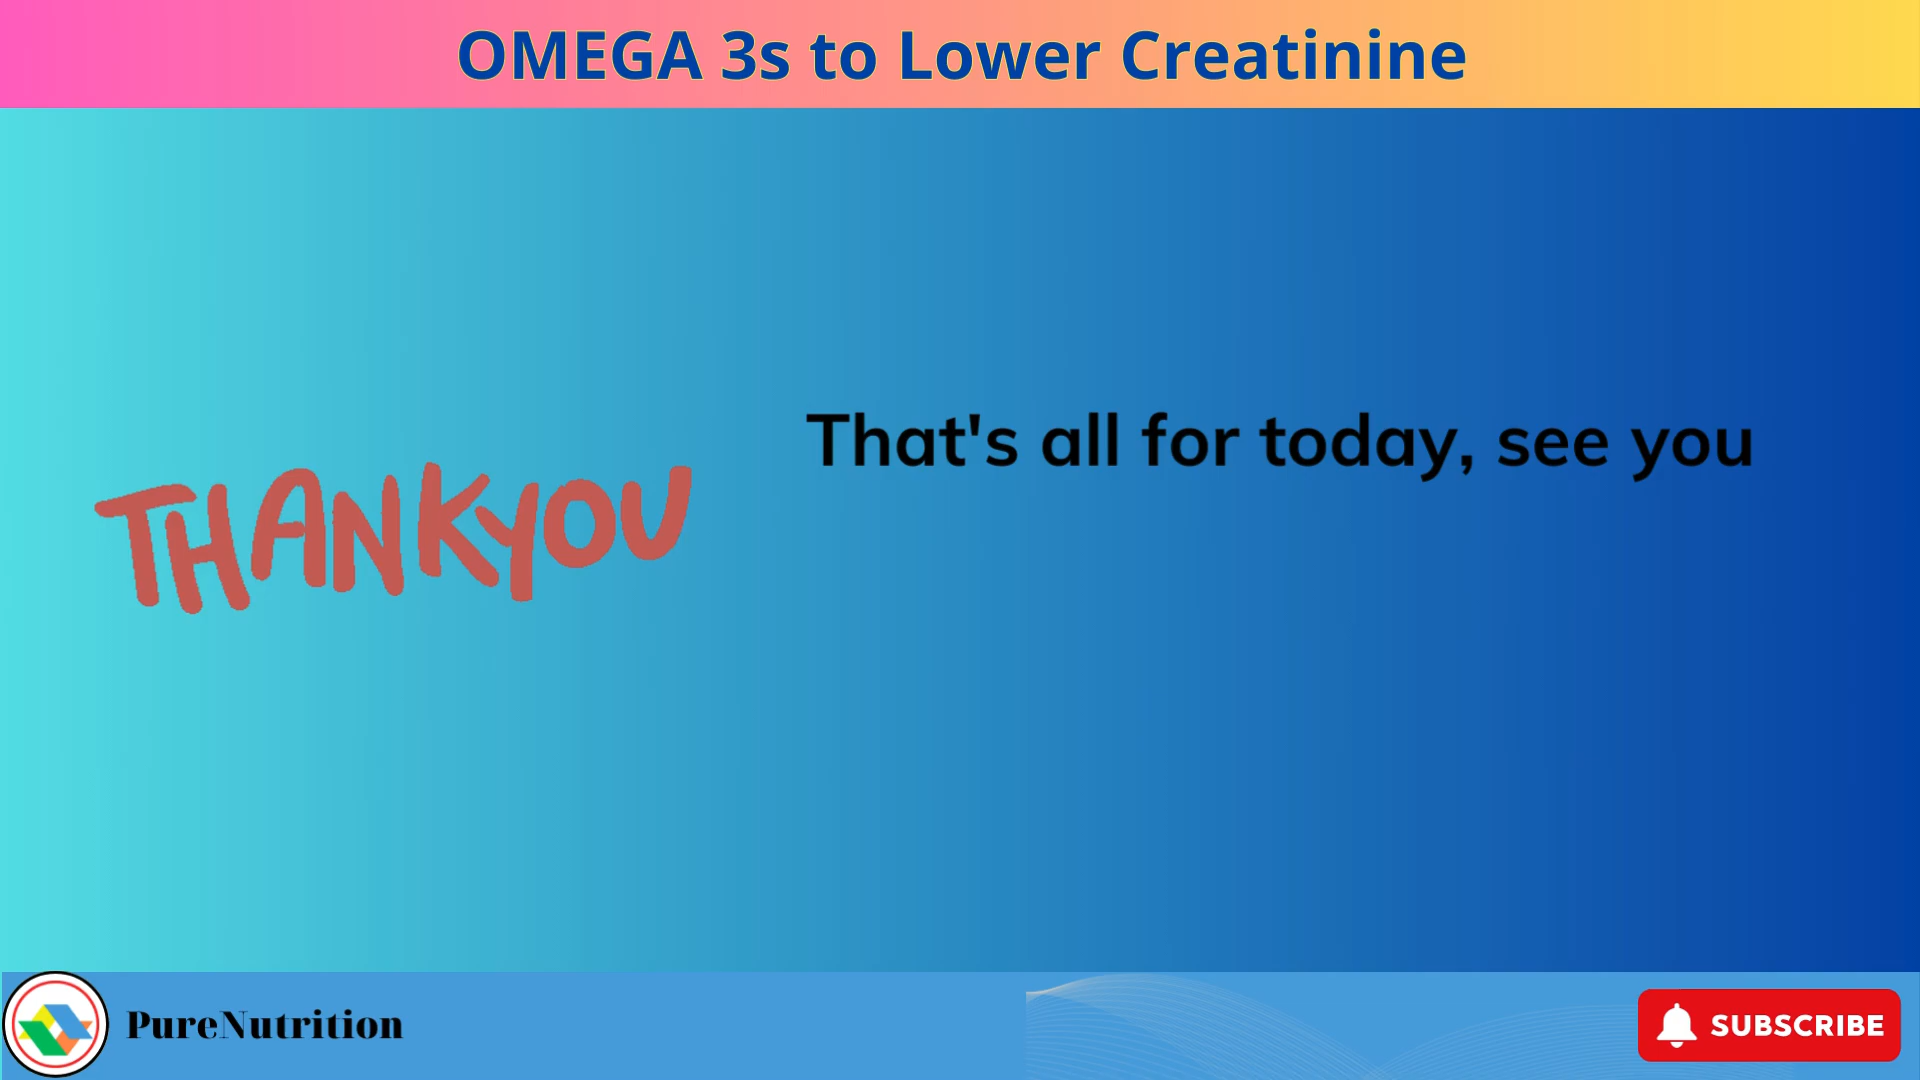 OMEGA 3s to Lower Creatinine
THANKYOU
That's all for today, see you
PureNutrition
SUBSCRIBE